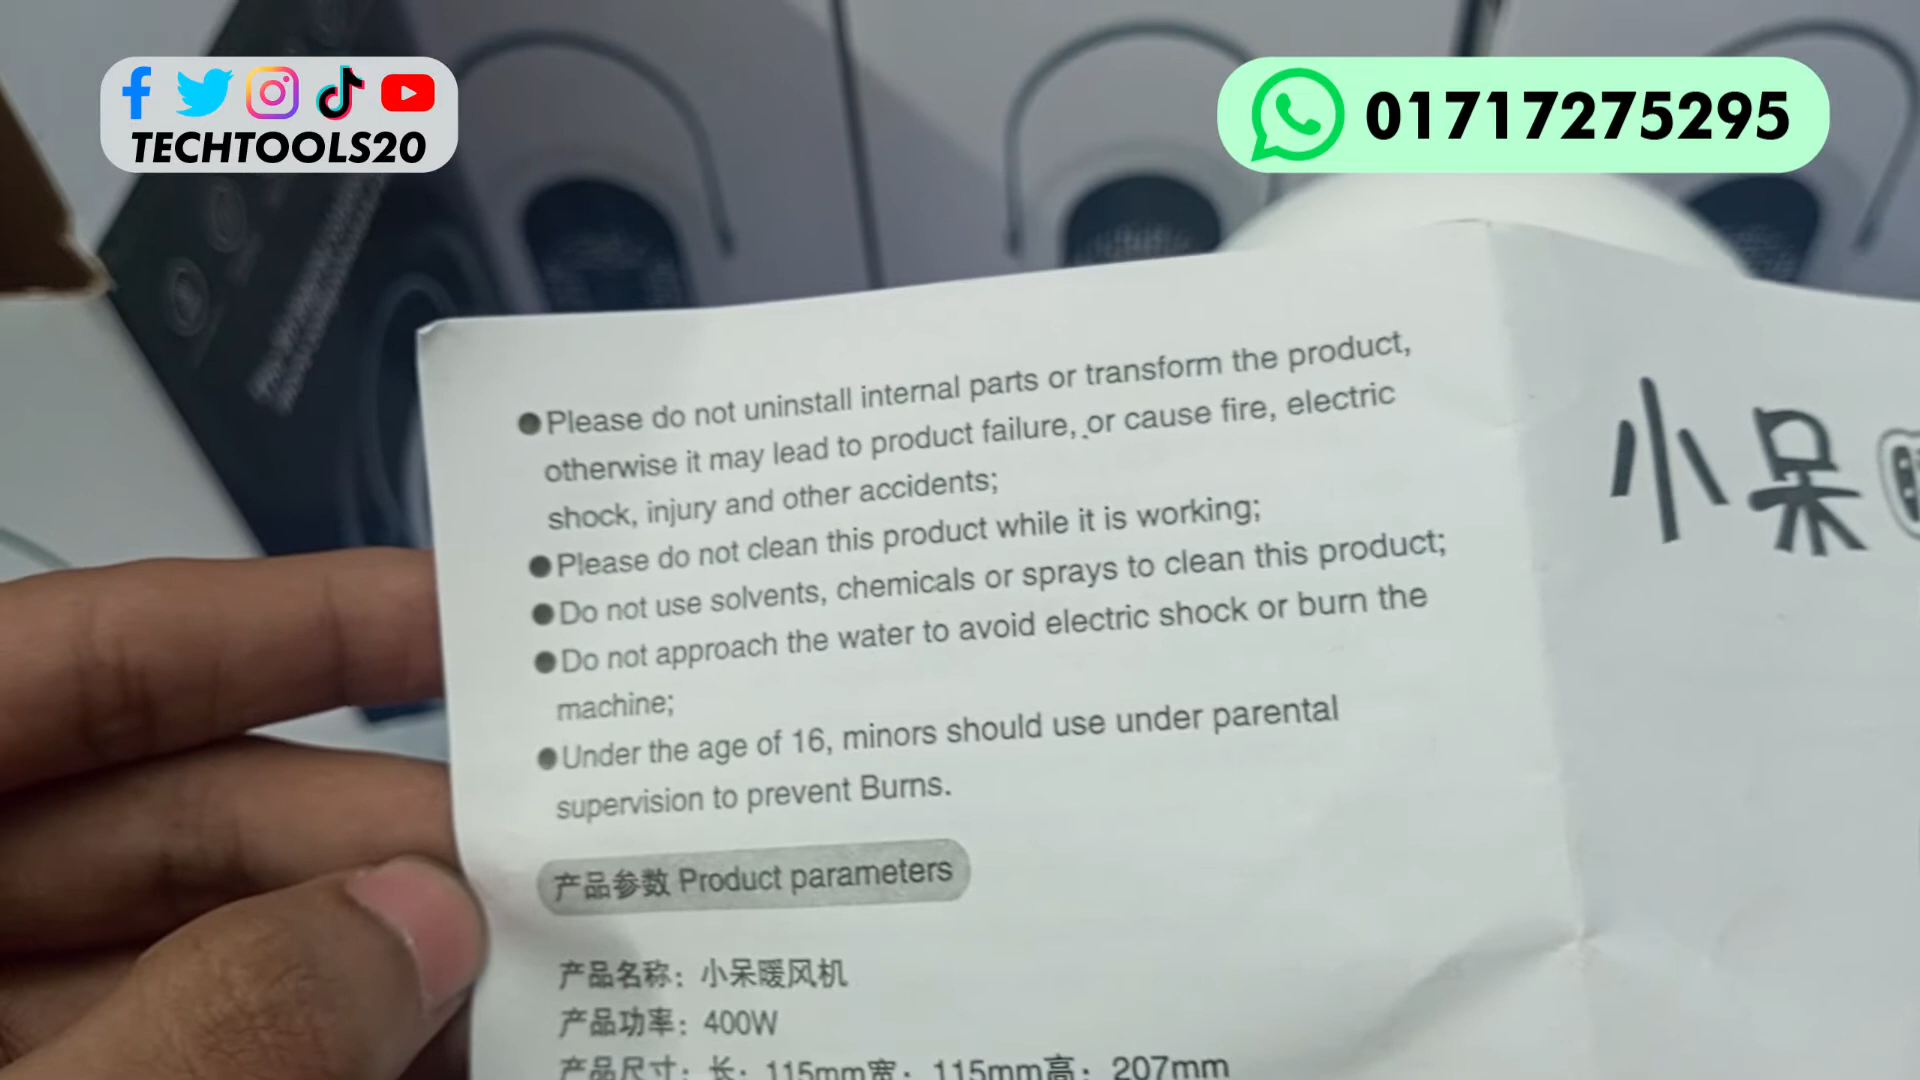 TECHTOOLS20
01717275295
●Please do not uninstall internal parts or transform the product,
otherwise it may lead to product failure, or cause fire, electric
shock, injury and other accidents;
●Please do not clean this product while it is working;
●Do not use solvents, chemicals or sprays to clean this product;
●Do not approach the water to avoid electric shock or burn the
machine;
●Under the age of 16, minors should use under parental
supervision to prevent Burns.
产品参数 Product parameters
产品名称：小呆暖风机
产品功率：400W
产品尺寸：长：115mm宽：115mm高：207mm
小呆